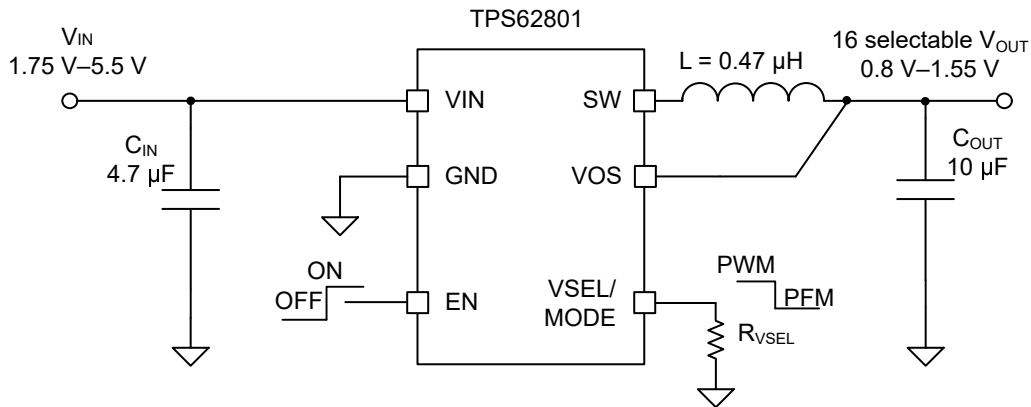 TPS62801
VIN
1.75 V–5.5 V
16 selectable VOUT
0.8 V–1.55 V
L = 0.47 µH
VIN
SW
CIN
4.7 µF
COUT
10 µF
GND
VOS
ON
OFF
EN
VSEL/
MODE
PWM
PFM
RVSEL